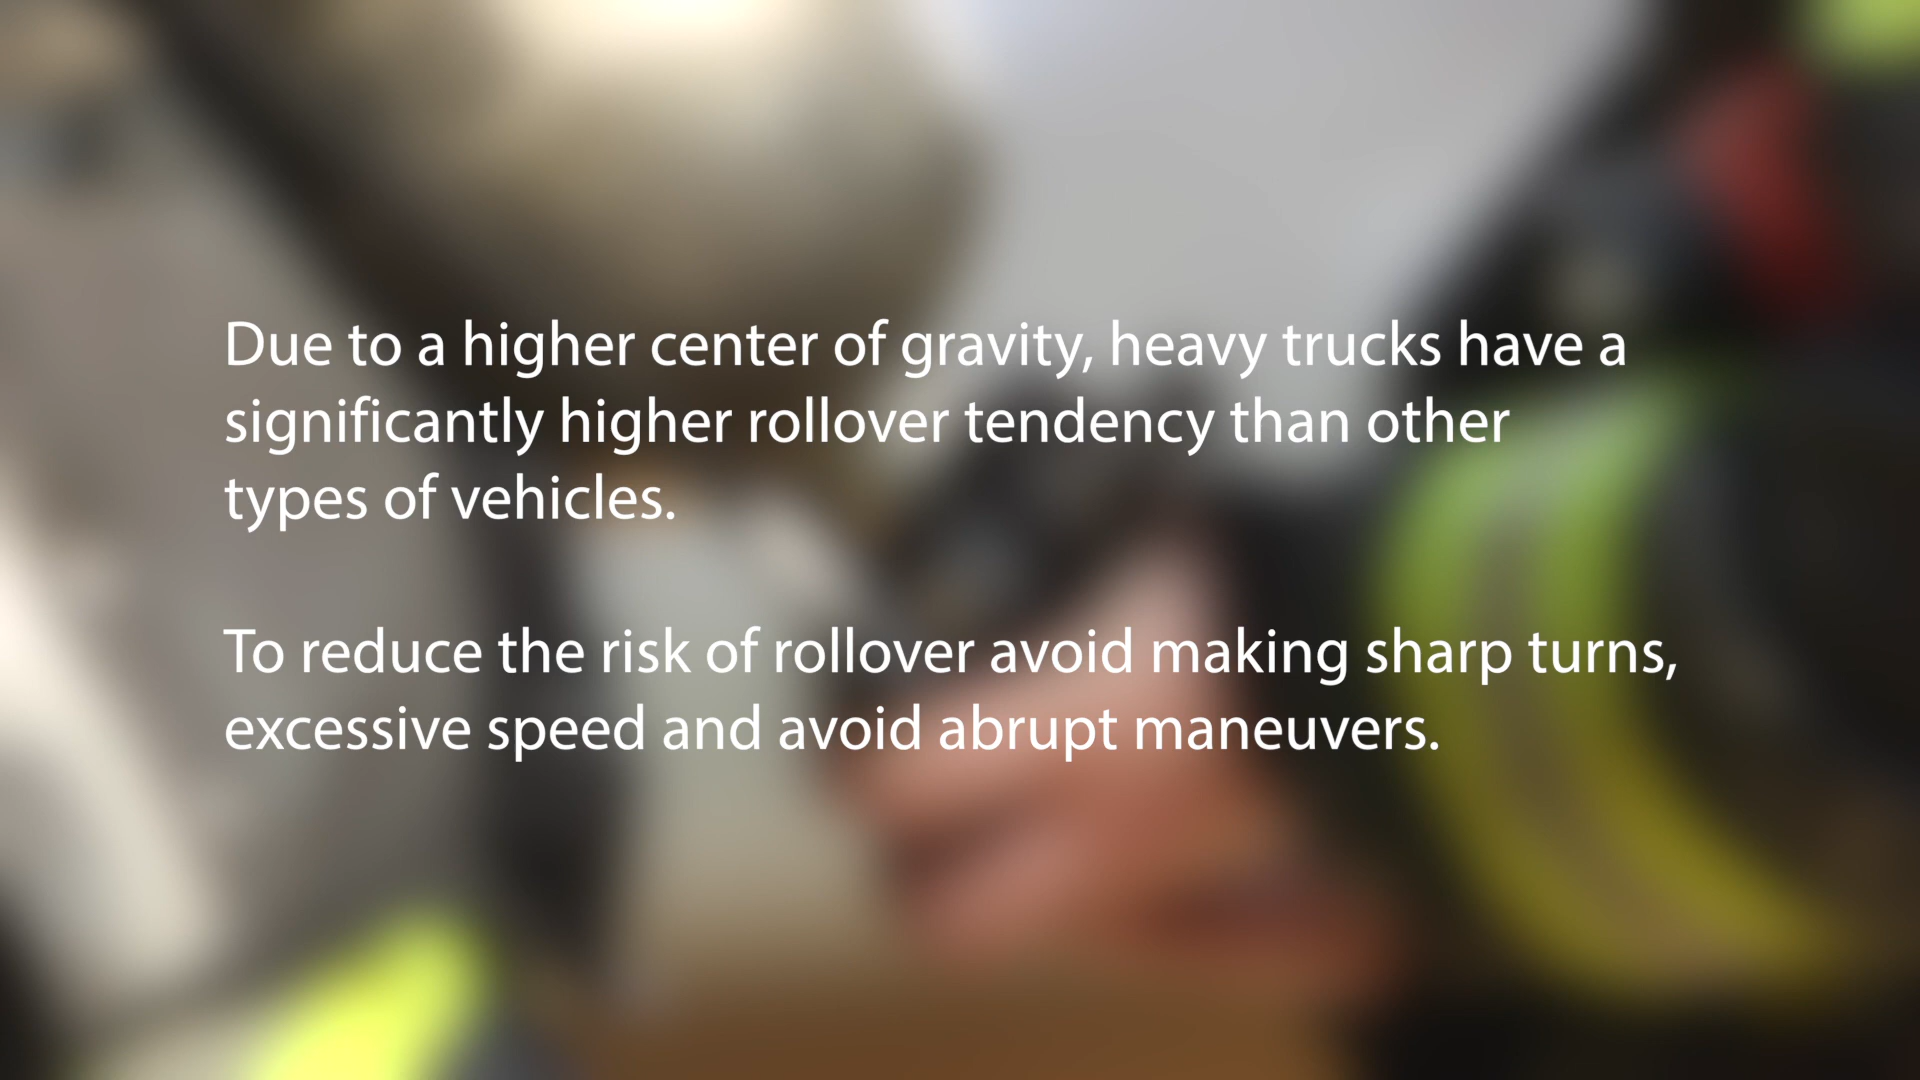 Due to a higher center of gravity, heavy trucks have a
significantly higher rollover tendency than other
types of vehicles.
To reduce the risk of rollover avoid making sharp turns,
excessive speed and avoid abrupt maneuvers.